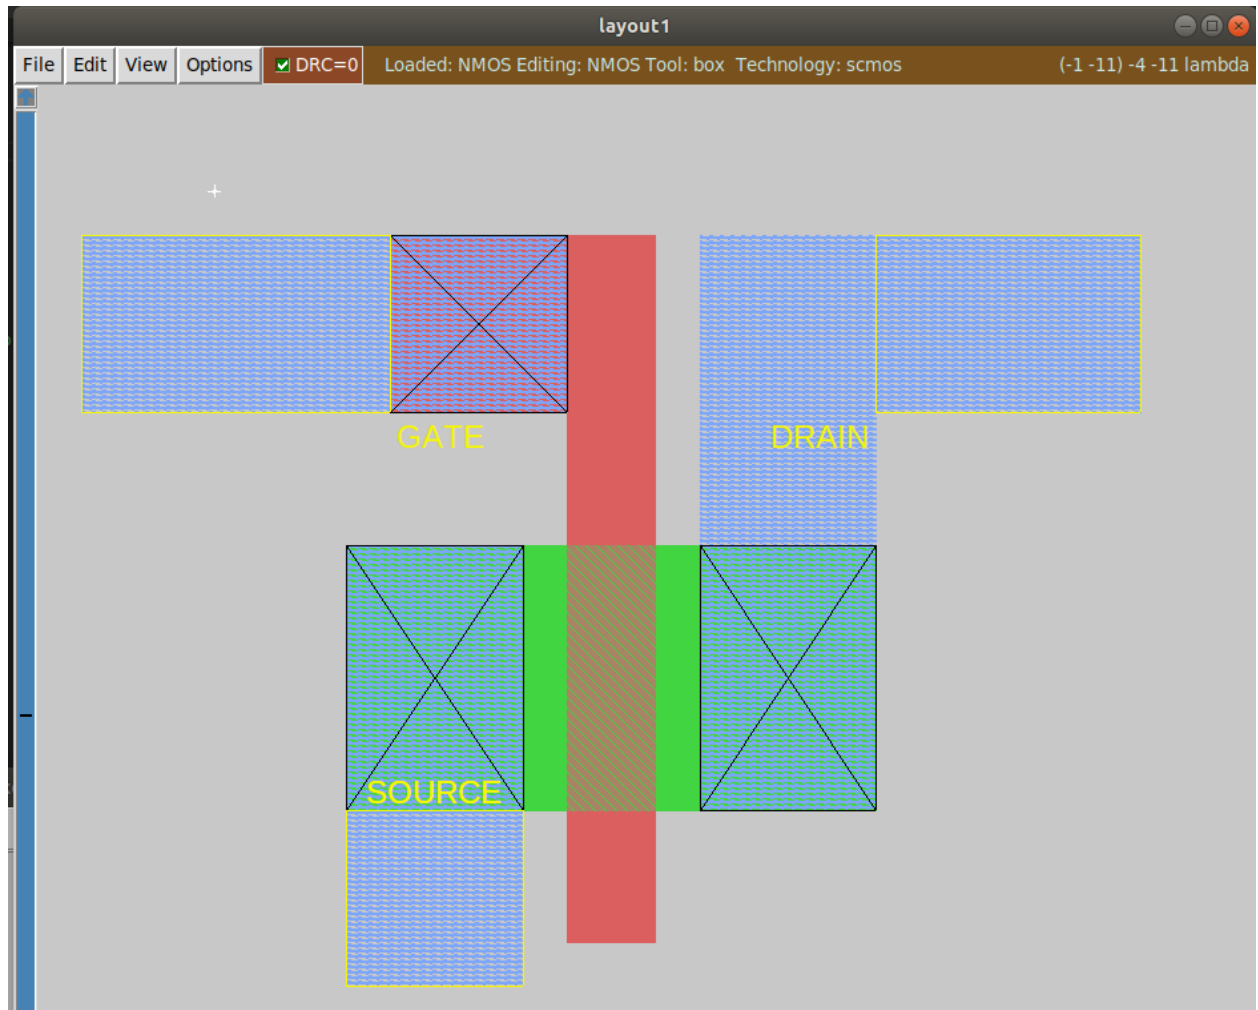 layout1
File Edit View Options DRC=0 Loaded: NMOS Editing: NMOS Tool: box Technology: scmos (-1 -11) -4 -11 lambda
GATE
DRAIN
SOURCE